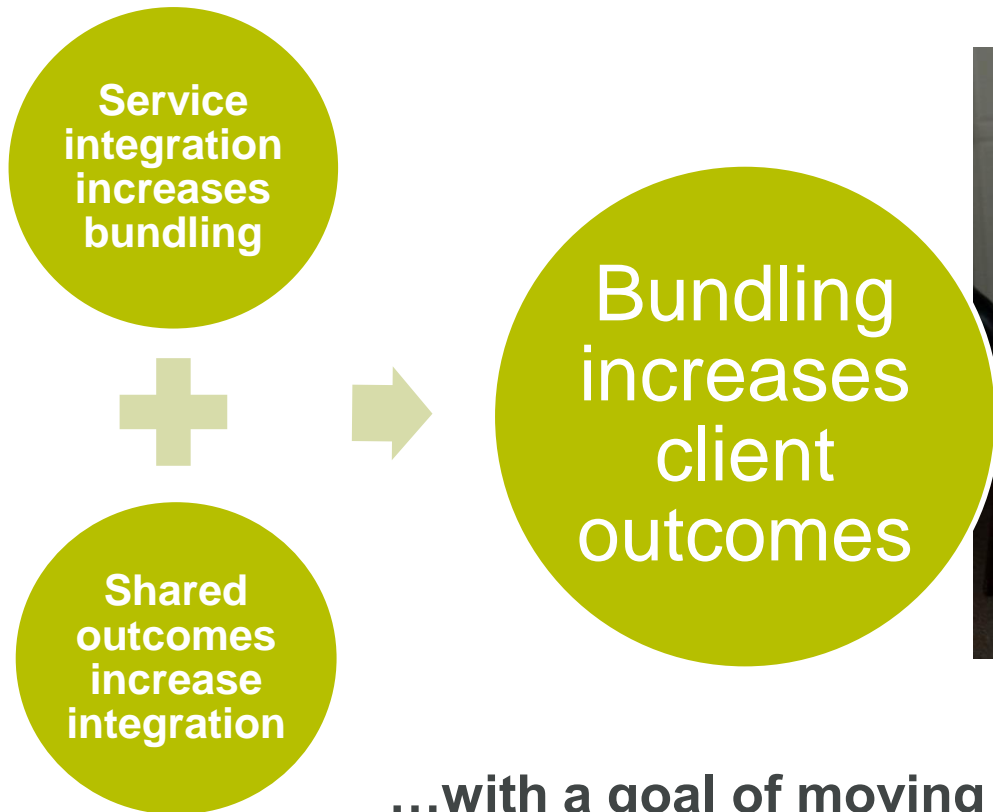 Service
integration
increases
bundling
Shared
outcomes
increase
integration
Bundling
increases
client
outcomes
…with a goal of moving